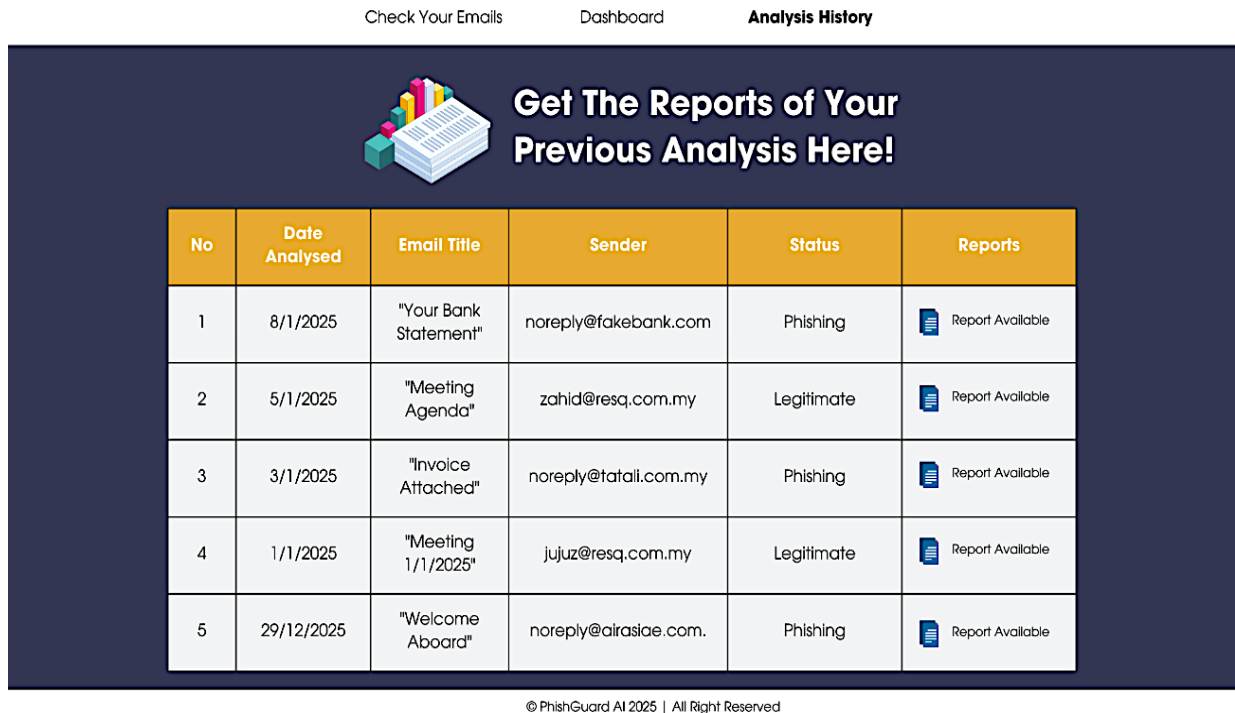 Check Your Emails Dashboard Analysis History
Get The Reports of Your
Previous Analysis Here!
No Date Analysed Email Title Sender Status Reports
1 8/1/2025 "Your Bank Statement" noreply@fakebank.com Phishing Report Available
2 5/1/2025 "Meeting Agenda" zahid@resq.com.my Legitimate Report Available
3 3/1/2025 "Invoice Attached" noreply@tatali.com.my Phishing Report Available
4 1/1/2025 "Meeting 1/1/2025" jujuz@resq.com.my Legitimate Report Available
5 29/12/2025 "Welcome Aboard" noreply@airasiae.com. Phishing Report Available
© PhishGuard AI 2025 | All Right Reserved